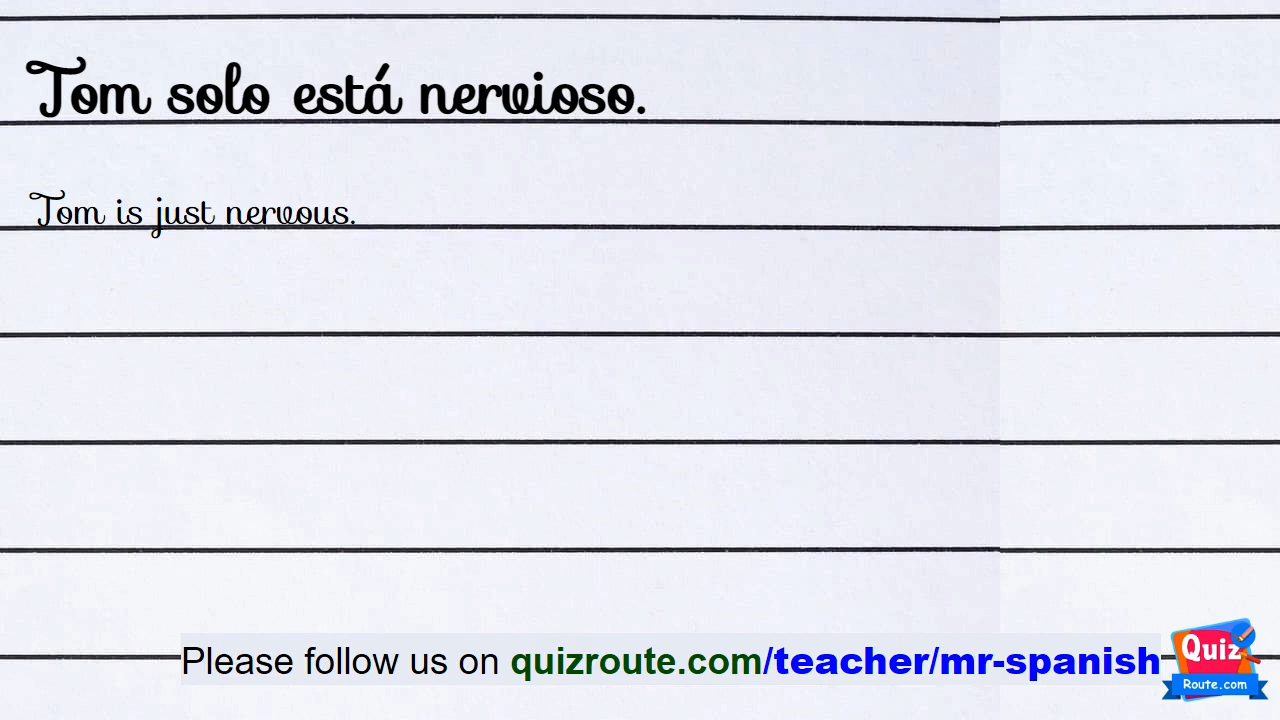 Tom solo está nervioso.
Tom is just nervous.
Please follow us on quizroute.com/teacher/mr-spanish
Quiz
Route.com